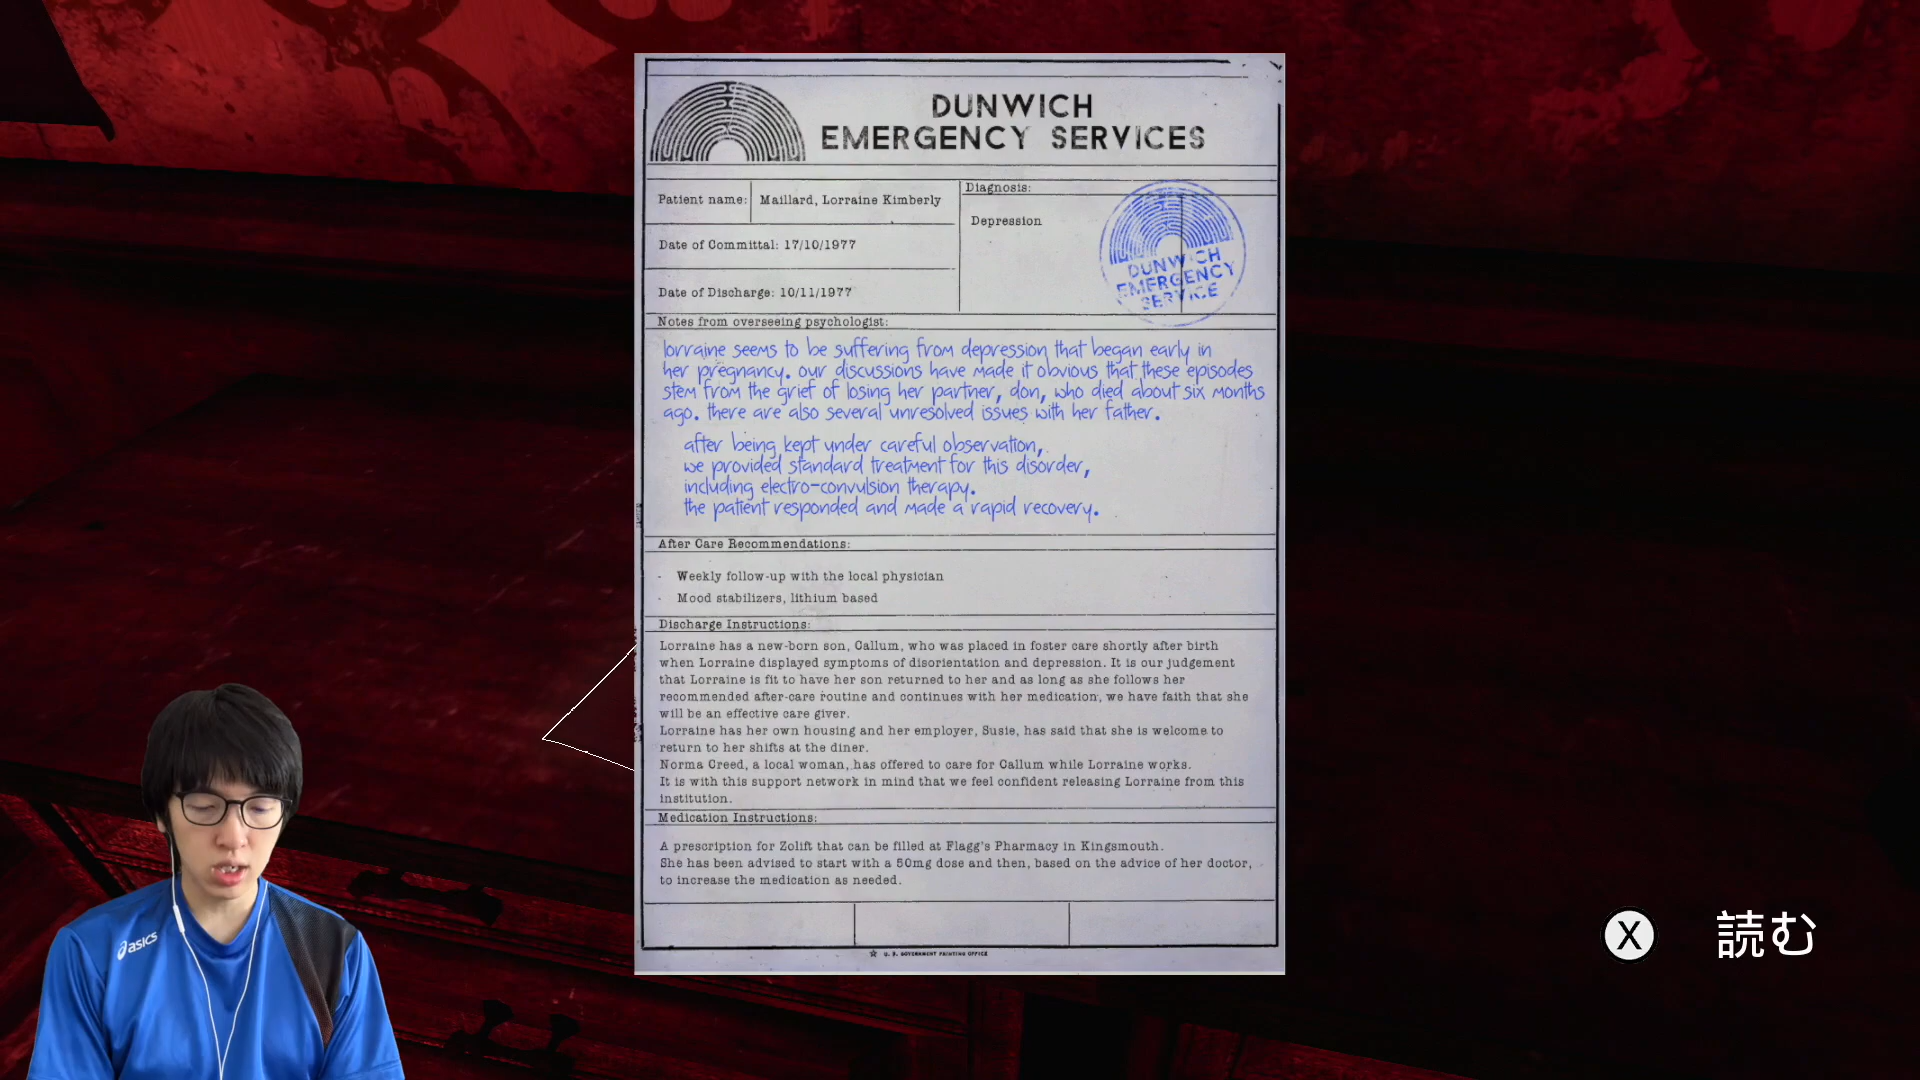 DUNWICH
EMERGENCY SERVICES
Patient name:
Maillard, Lorraine Kimberly
Date of Committal: 17/10/1977
Date of Discharge: 10/11/1977
Diagnosis:
Depression
DUNWICH
EMERGENCY
SERVICE
Notes from overseeing psychologist:
lorraine seems to be suffering from depression that began early in
her pregnancy. our discussions have made it obvious that these episodes
stem from the grief of losing her partner, don, who died about six months
ago. there are also several unresolved issues with her father.
after being kept under careful observation,
we provided standard treatment for this disorder,
including electro-convulsion therapy.
the patient responded and made a rapid recovery.
After Care Recommendations:
- Weekly follow-up with the local physician
- Mood stabilizers, lithium based
Discharge Instructions:
Lorraine has a new-born son, Callum, who was placed in foster care shortly after birth
when Lorraine displayed symptoms of disorientation and depression. It is our judgement
that Lorraine is fit to have her son returned to her and as long as she follows her
recommended after-care routine and continues with her medication, we have faith that she
will be an effective care giver.
Lorraine has her own housing and her employer, Susie, has said that she is welcome to
return to her shifts at the diner.
Norma Creed, a local woman, has offered to care for Callum while Lorraine works.
It is with this support network in mind that we feel confident releasing Lorraine from this
institution.
Medication Instructions:
A prescription for Zolift that can be filled at Flagg's Pharmacy in Kingsmouth.
She has been advised to start with a 50mg dose and then, based on the advice of her doctor,
to increase the medication as needed.
☆ U. S. GOVERNMENT PRINTING OFFICE
asics
X 読む